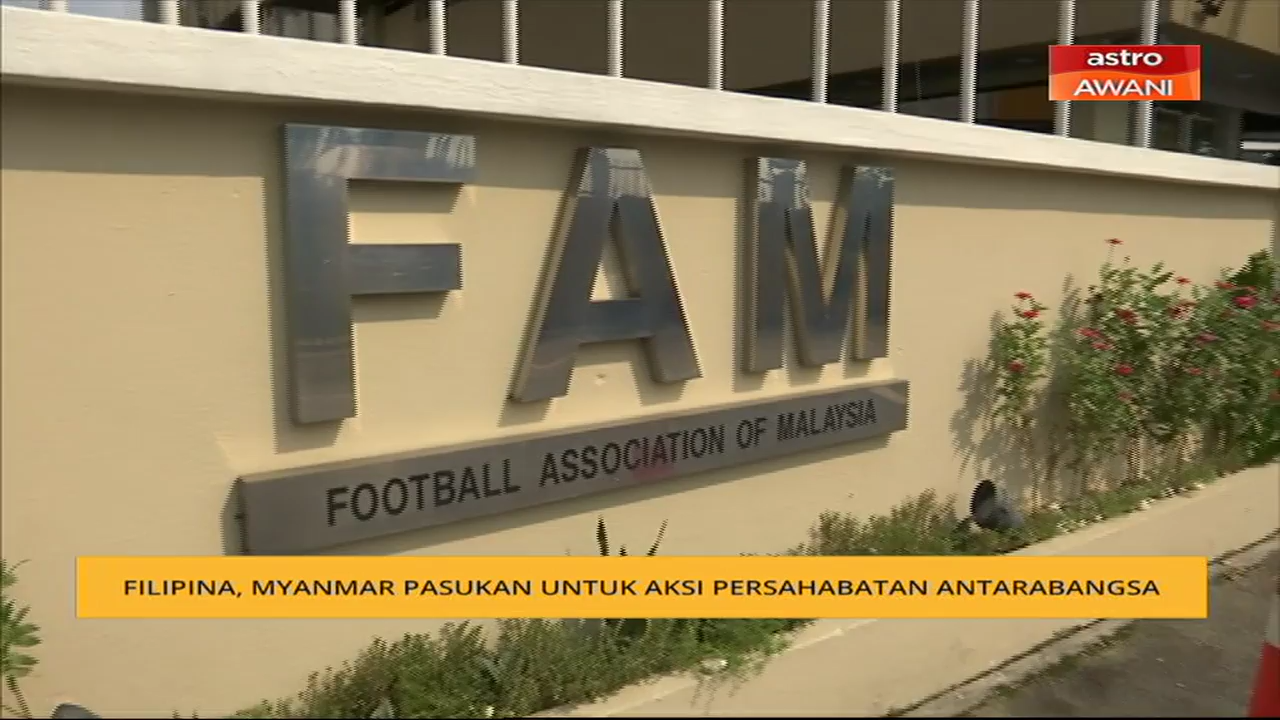 astro
AWANI
FAM
FOOTBALL ASSOCIATION OF MALAYSIA
FILIPINA, MYANMAR PASUKAN UNTUK AKSI PERSAHABATAN ANTARABANGSA